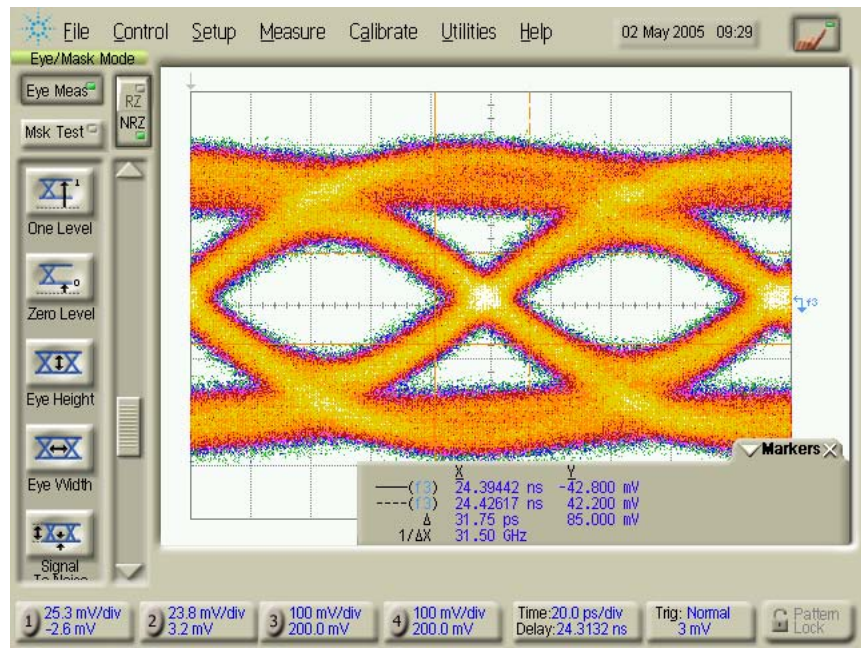 File Control Setup Measure Calibrate Utilities Help 02 May 2005 09:29
Eye/Mask Mode
Eye Meas
RZ
Msk Test
NRZ
One Level
Zero Level
Eye Height
Eye Width
Signal
To Noise
f3
Markers
X Y
(f3) 24.39442 ns -42.800 mV
(f3) 24.42617 ns 42.200 mV
Δ 31.75 ps 85.000 mV
1/ΔX 31.50 GHz
1 25.3 mV/div 2 23.8 mV/div 3 100 mV/div 4 100 mV/div Time:20.0 ps/div Trig: Normal Pattern
-2.6 mV 3.2 mV 200.0 mV 200.0 mV Delay:24.3132 ns 3 mV Lock